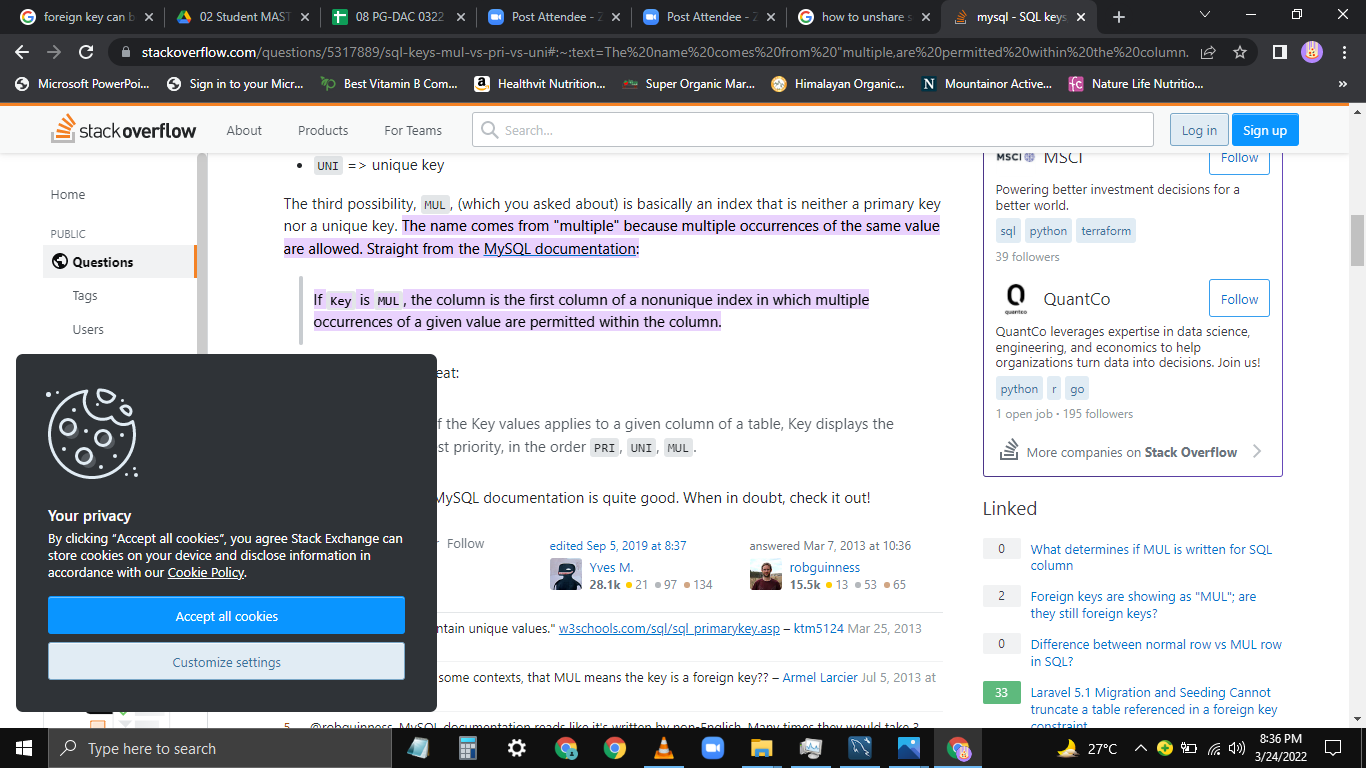 foreign key can b
02 Student MAST
08 PG-DAC 0322
Post Attendee - Z
Post Attendee - Z
how to unshare s
mysql - SQL keys
stackoverflow.com/questions/5317889/sql-keys-mul-vs-pri-vs-uni#:~:text=The%20name%20comes%20from%20"multiple,are%20permitted%20within%20the%20column.
Microsoft PowerPoi...
Sign in to your Micr...
Best Vitamin B Com...
Healthvit Nutrition...
Super Organic Mar...
Himalayan Organic...
Mountainor Active...
Nature Life Nutritio...
»
stackoverflow
About
Products
For Teams
Search...
Log in
Sign up
Home
PUBLIC
Questions
Tags
Users
• UNI => unique key
The third possibility, MUL, (which you asked about) is basically an index that is neither a primary key
nor a unique key. The name comes from "multiple" because multiple occurrences of the same value
are allowed. Straight from the MySQL documentation:
If Key is MUL, the column is the first column of a nonunique index in which multiple
occurrences of a given value are permitted within the column.
eat:
f the Key values applies to a given column of a table, Key displays the
st priority, in the order PRI, UNI, MUL.
MySQL documentation is quite good. When in doubt, check it out!
Follow
edited Sep 5, 2019 at 8:37
Yves M.
28.1k 21 97 134
answered Mar 7, 2013 at 10:36
robguinness
15.5k 13 53 65
ntain unique values." w3schools.com/sql/sql_primarykey.asp – ktm5124 Mar 25, 2013
some contexts, that MUL means the key is a foreign key?? – Armel Larcier Jul 5, 2013 at
5 @robguinness, MySQL documentation reads like it's written by non-English. Many times they would take 3
Your privacy
By clicking “Accept all cookies”, you agree Stack Exchange can
store cookies on your device and disclose information in
accordance with our Cookie Policy.
Accept all cookies
Customize settings
MSCI MSCI
Follow
Powering better investment decisions for a
better world.
sql python terraform
39 followers
quantco
QuantCo
Follow
QuantCo leverages expertise in data science,
engineering, and economics to help
organizations turn data into decisions. Join us!
python r go
1 open job • 195 followers
More companies on Stack Overflow
Linked
0 What determines if MUL is written for SQL
column
2 Foreign keys are showing as "MUL"; are
they still foreign keys?
0 Difference between normal row vs MUL row
in SQL?
33 Laravel 5.1 Migration and Seeding Cannot
truncate a table referenced in a foreign key
constraint
Type here to search
27°C
8:36 PM
3/24/2022